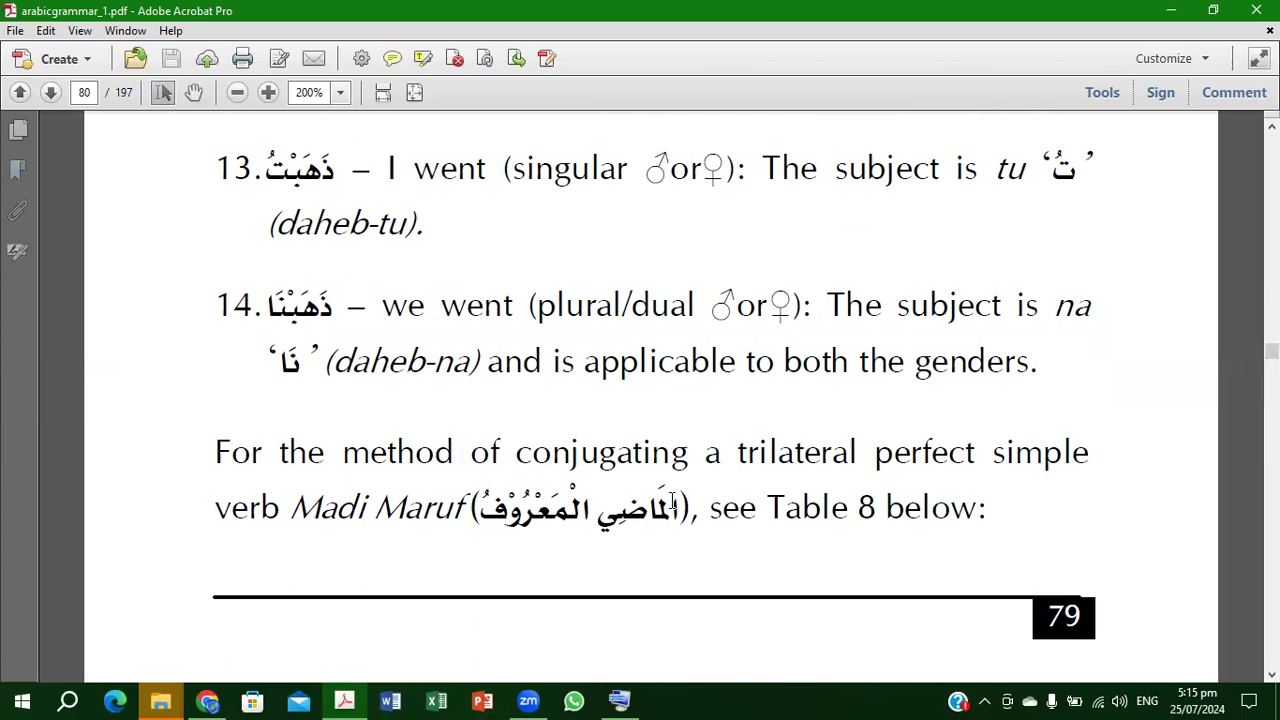 arabicgrammar_1.pdf - Adobe Acrobat Pro
File Edit View Window Help
Create Customize
80 / 197 200% Tools Sign Comment
13. ذَهَبْتُ – I went (singular ♂or♀): The subject is tu ‘تُ’
(daheb-tu).
14. ذَهَبْنَا – we went (plural/dual ♂or♀): The subject is na
‘نَا’ (daheb-na) and is applicable to both the genders.
For the method of conjugating a trilateral perfect simple
verb Madi Maruf (الَمَاضِي الْمَعْرُوْفُ), see Table 8 below:
79
ENG 5:15 pm
25/07/2024